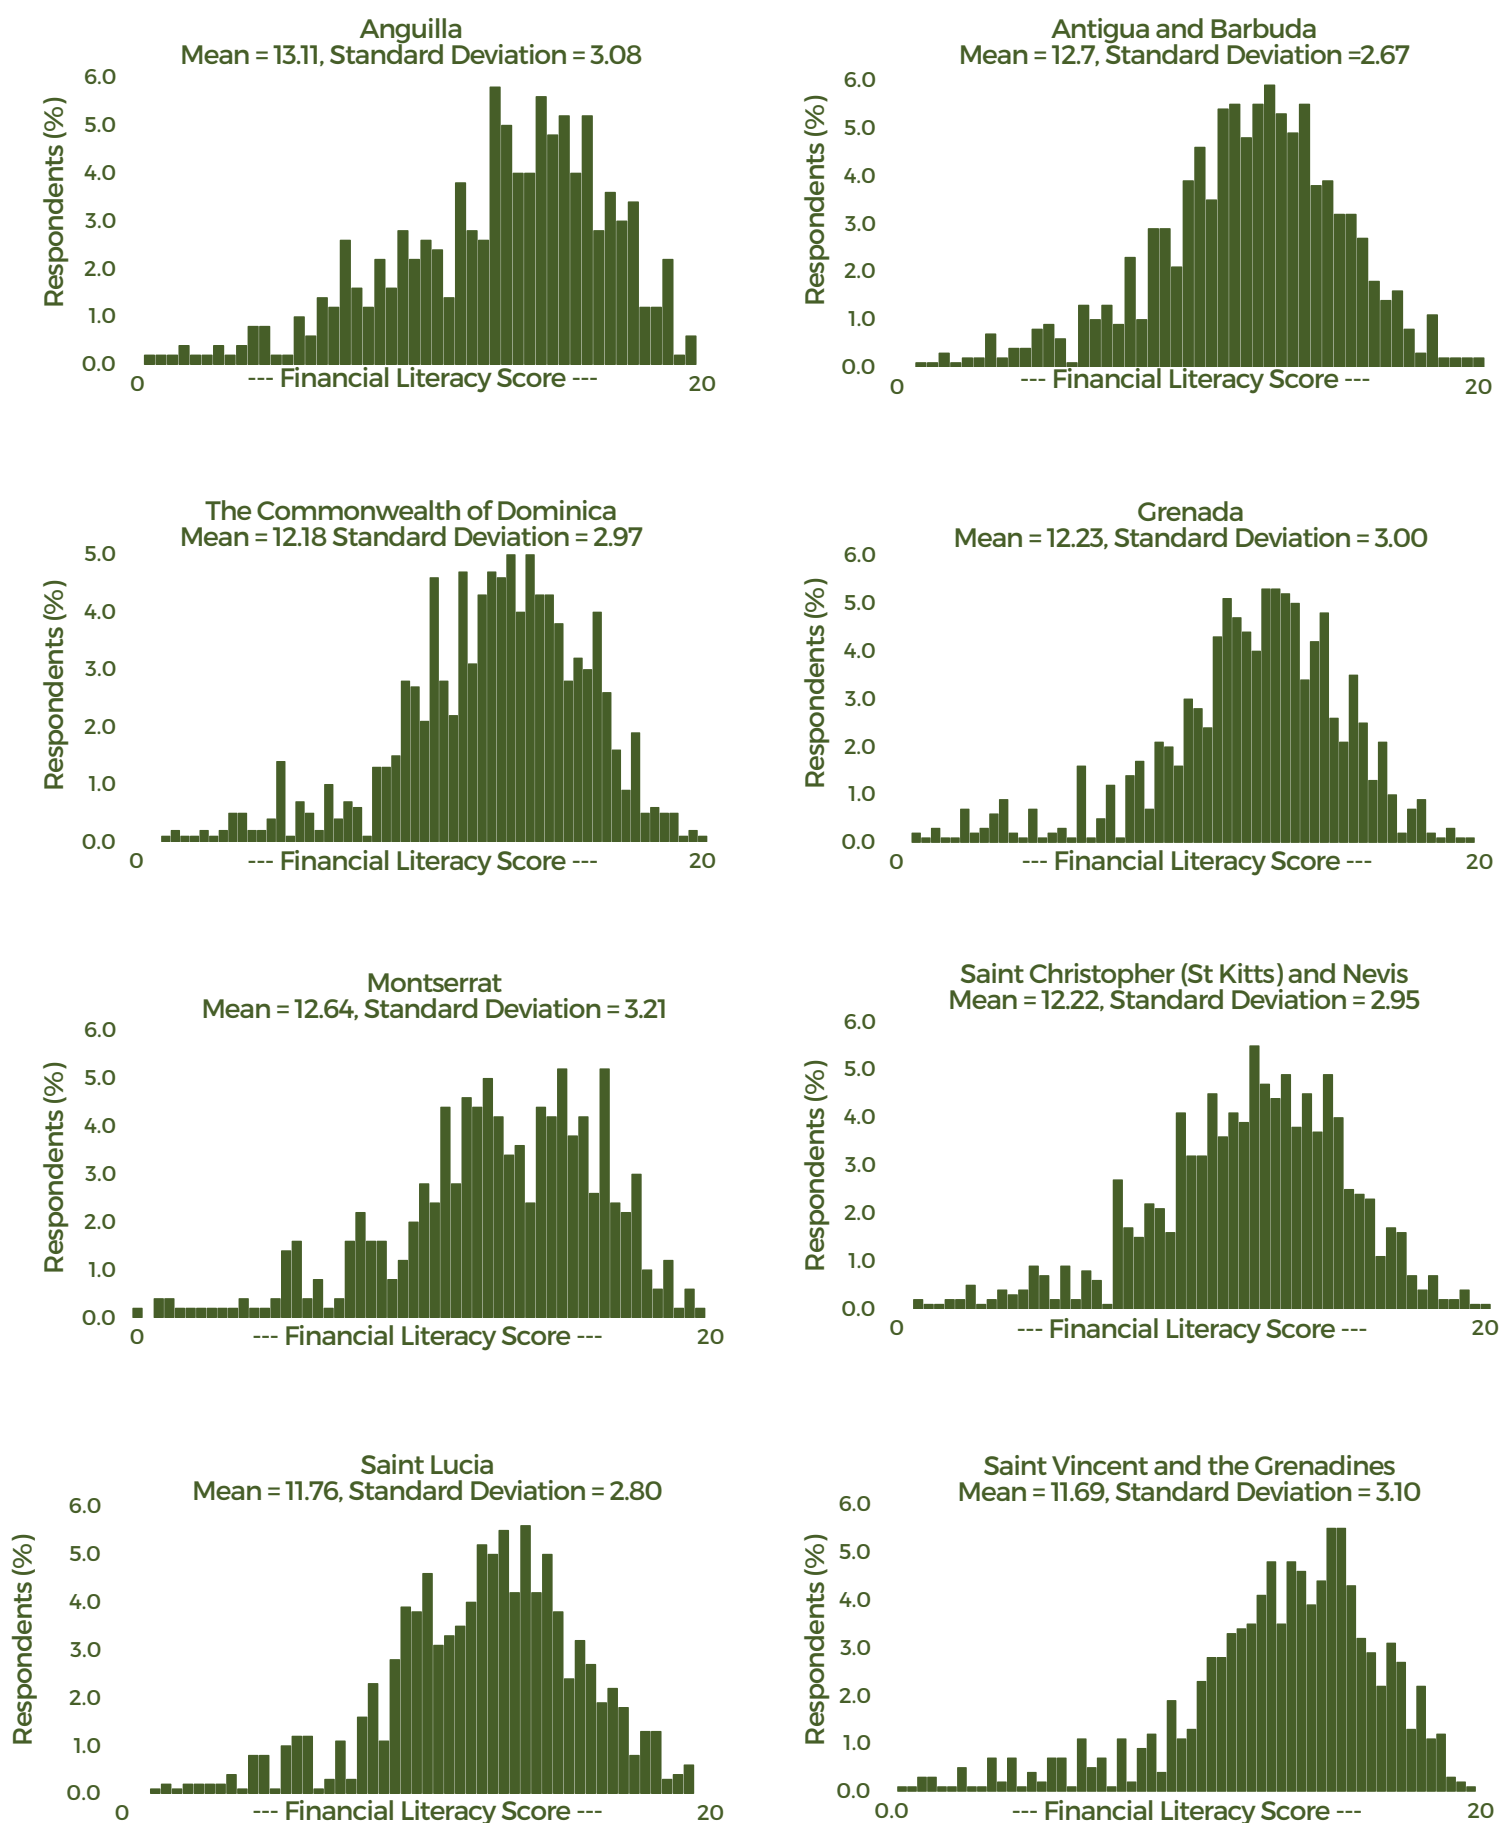 Anguilla
Mean = 13.11, Standard Deviation = 3.08
Respondents (%)
6.0
5.0
4.0
3.0
2.0
1.0
0.0
0
--- Financial Literacy Score ---
20
Antigua and Barbuda
Mean = 12.7, Standard Deviation =2.67
Respondents (%)
6.0
5.0
4.0
3.0
2.0
1.0
0.0
0
--- Financial Literacy Score ---
20
The Commonwealth of Dominica
Mean = 12.18 Standard Deviation = 2.97
Respondents (%)
5.0
4.0
3.0
2.0
1.0
0.0
0
--- Financial Literacy Score ---
20
Grenada
Mean = 12.23, Standard Deviation = 3.00
Respondents (%)
6.0
5.0
4.0
3.0
2.0
1.0
0.0
0
--- Financial Literacy Score ---
20
Montserrat
Mean = 12.64, Standard Deviation = 3.21
Respondents (%)
6.0
5.0
4.0
3.0
2.0
1.0
0.0
0
--- Financial Literacy Score ---
20
Saint Christopher (St Kitts) and Nevis
Mean = 12.22, Standard Deviation = 2.95
Respondents (%)
6.0
5.0
4.0
3.0
2.0
1.0
0.0
0
--- Financial Literacy Score ---
20
Saint Lucia
Mean = 11.76, Standard Deviation = 2.80
Respondents (%)
6.0
5.0
4.0
3.0
2.0
1.0
0.0
0
--- Financial Literacy Score ---
20
Saint Vincent and the Grenadines
Mean = 11.69, Standard Deviation = 3.10
Respondents (%)
6.0
5.0
4.0
3.0
2.0
1.0
0.0
0.0
--- Financial Literacy Score ---
20